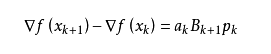 ∇f (x_{k+1}) − ∇f (x_k) = a_k B_{k+1} p_k